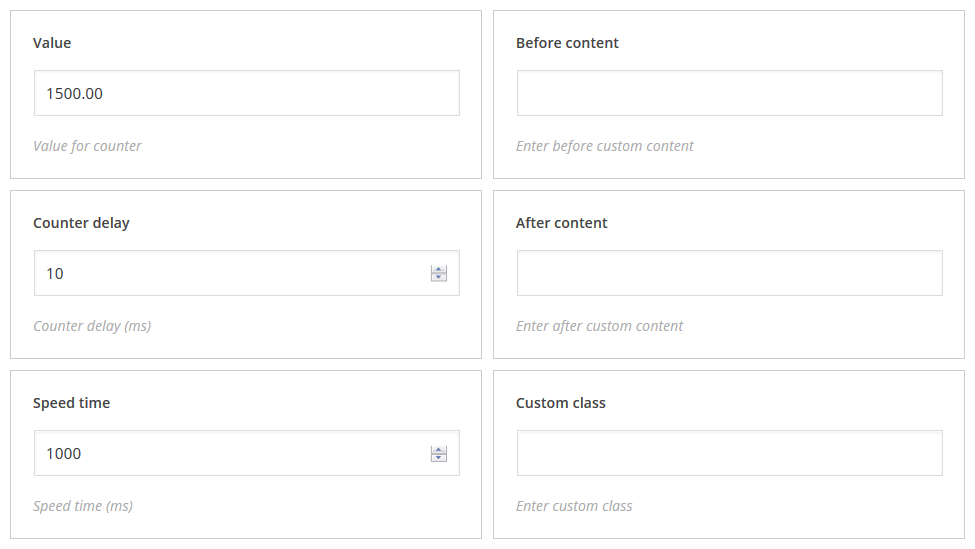 Value
1500.00
Value for counter
Before content
Enter before custom content
Counter delay
10
Counter delay (ms)
After content
Enter after custom content
Speed time
1000
Speed time (ms)
Custom class
Enter custom class